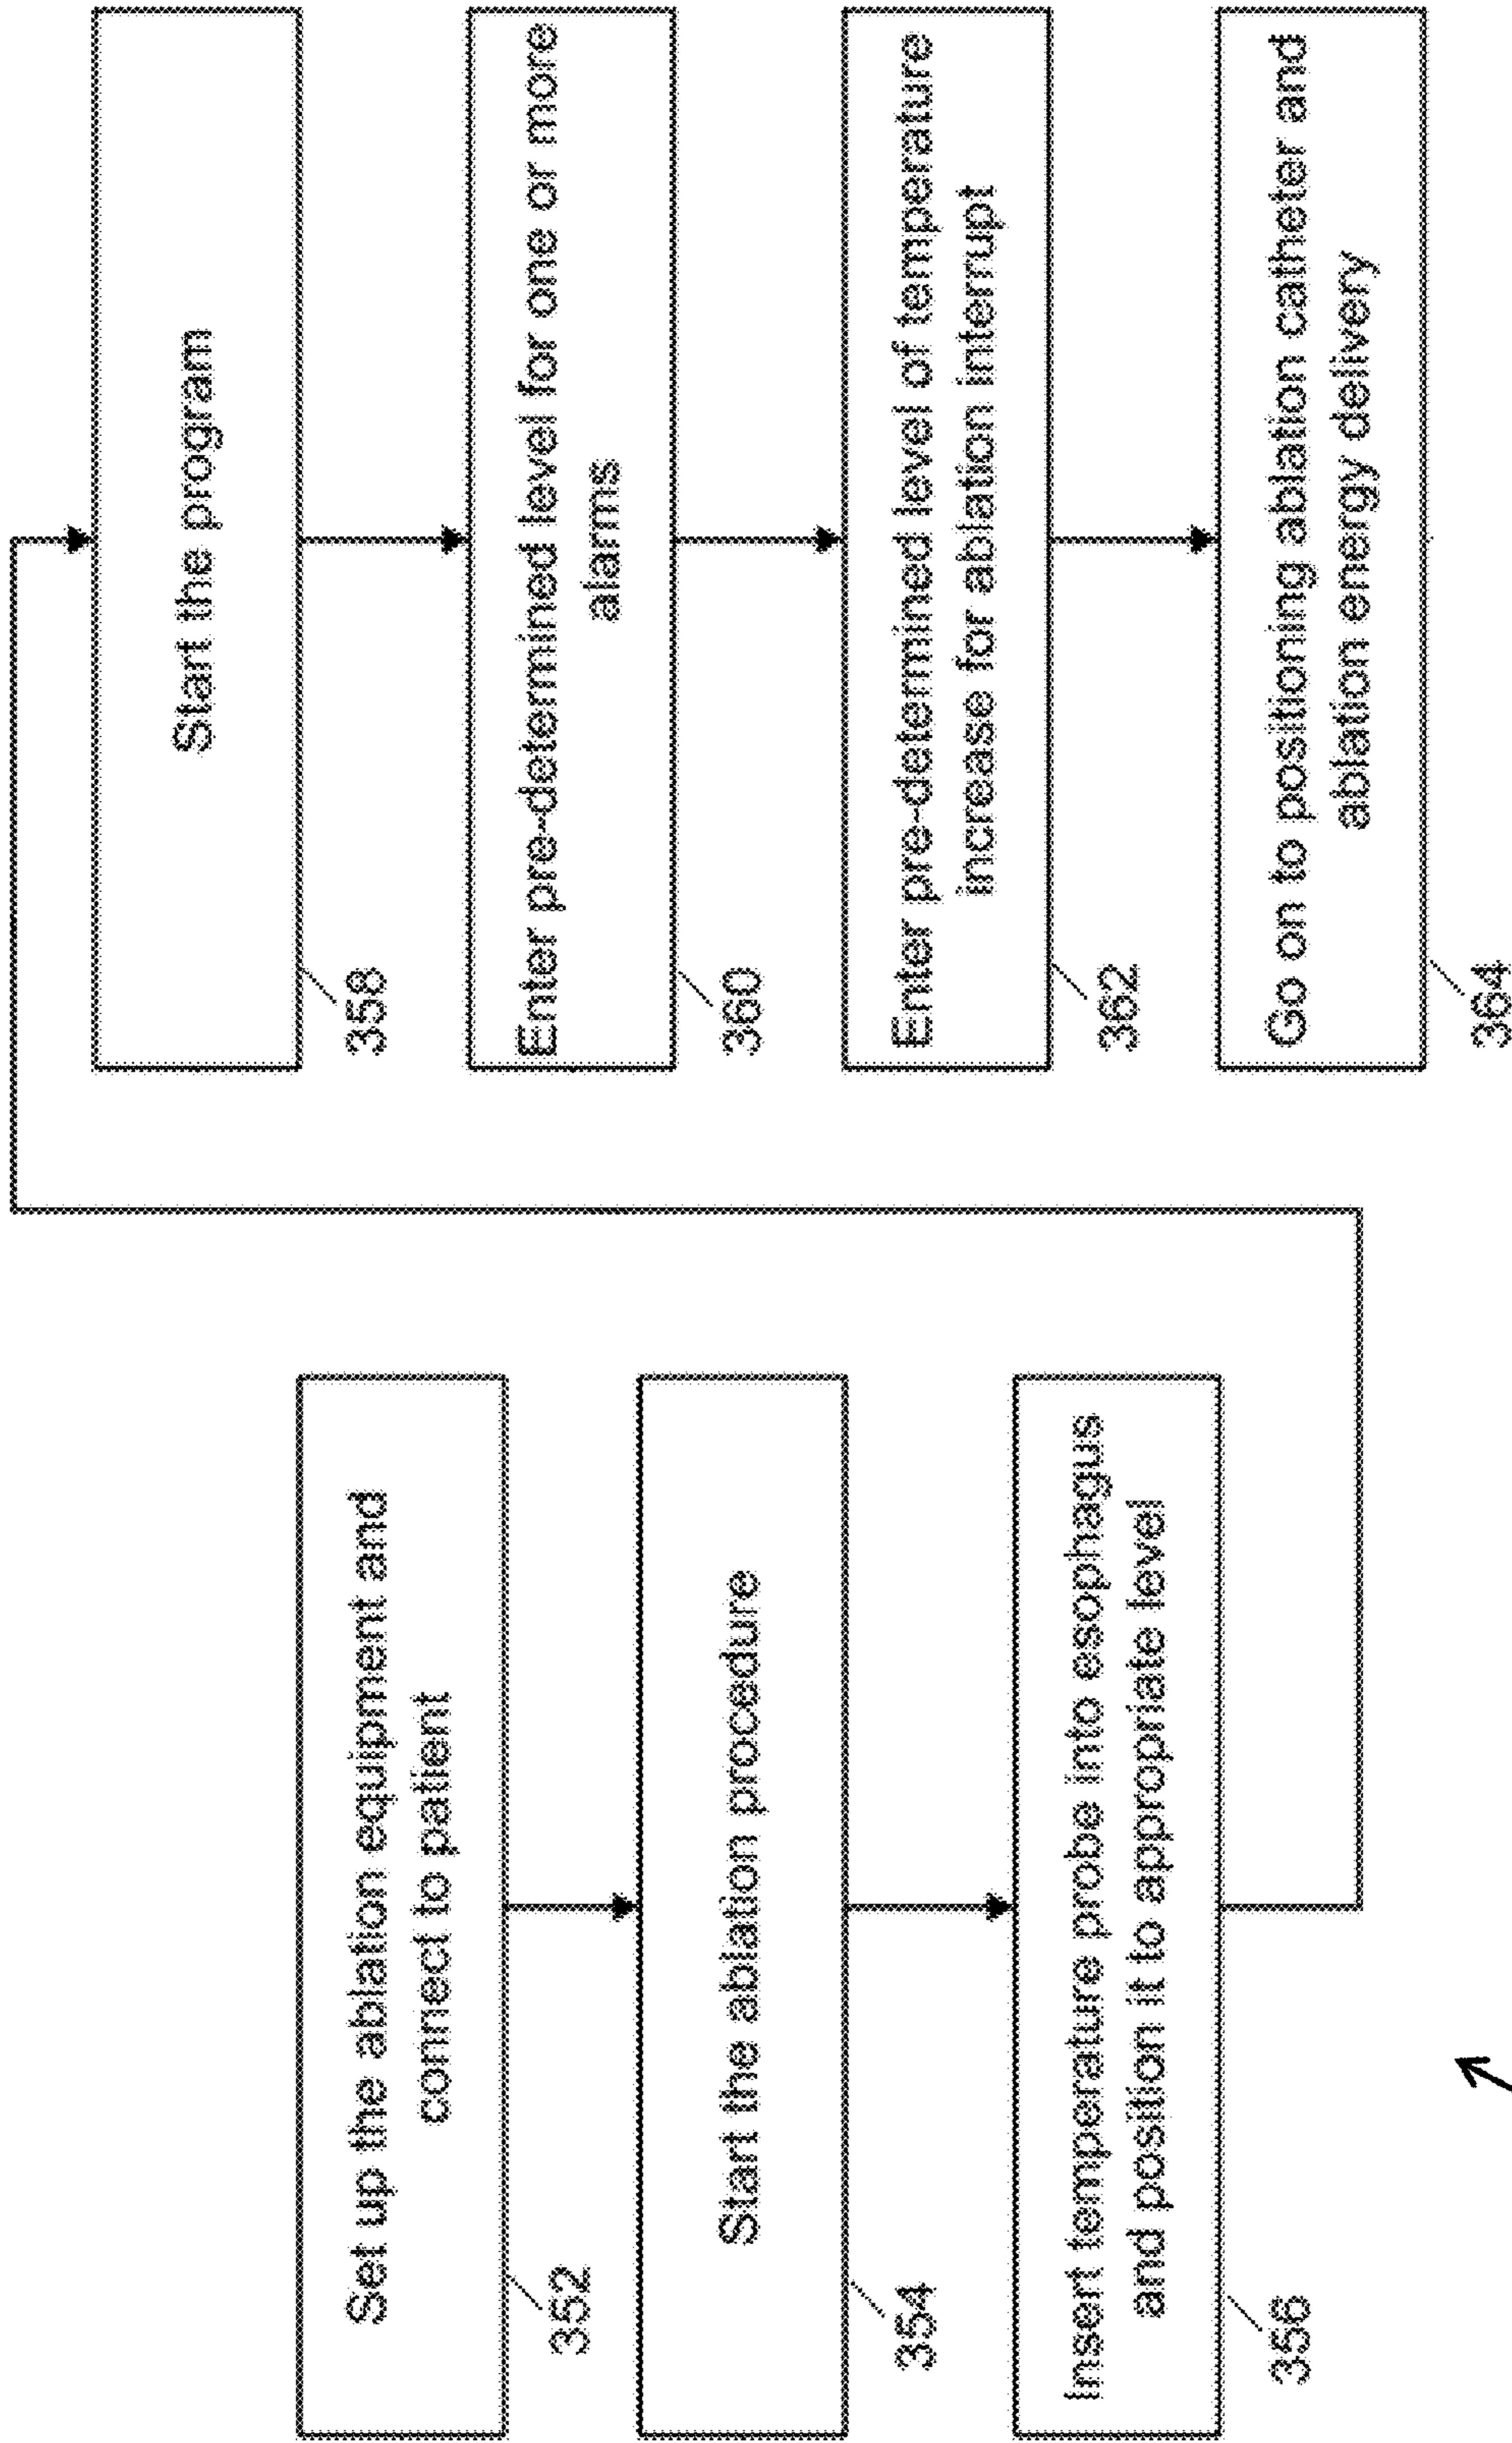 Set up the ablation equipment and
connect to patient
352
Start the ablation procedure
354
Insert temperature probe into esophagus
and position it to appropriate level
356
Start the program
358
Enter pre-determined level for one or more
alarms
360
Enter pre-determined level of temperature
increase for ablation interrupt
362
Go on to positioning ablation catheter and
ablation energy delivery
364